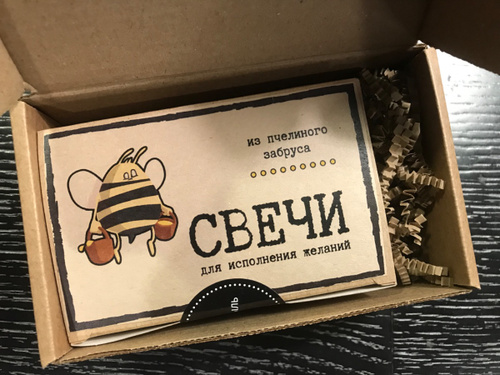 из пчелиного
забруса
СВЕЧИ
для исполнения желаний